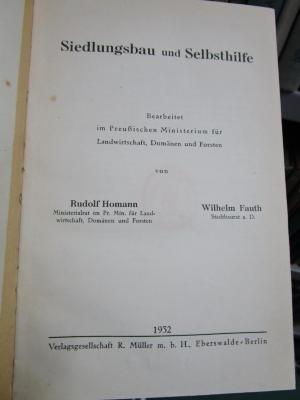 Siedlungsbau und Selbsthilfe
Bearbeitet
im Preußischen Ministerium für
Landwirtschaft, Domänen und Forsten
von
Rudolf Homann
Ministerialrat im Pr. Min. für Land-
wirtschaft, Domänen und Forsten
Wilhelm Fauth
Stadtbaurat a. D.
1932
Verlagsgesellschaft R. Müller m. b. H., Eberswalde-Berlin